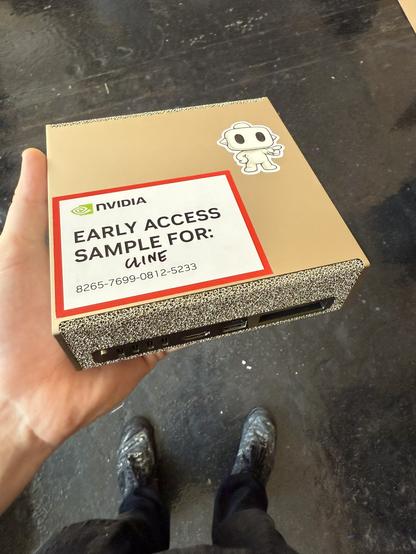 NVIDIA
EARLY ACCESS
SAMPLE FOR:
CLINE
8265-7699-0812-5233